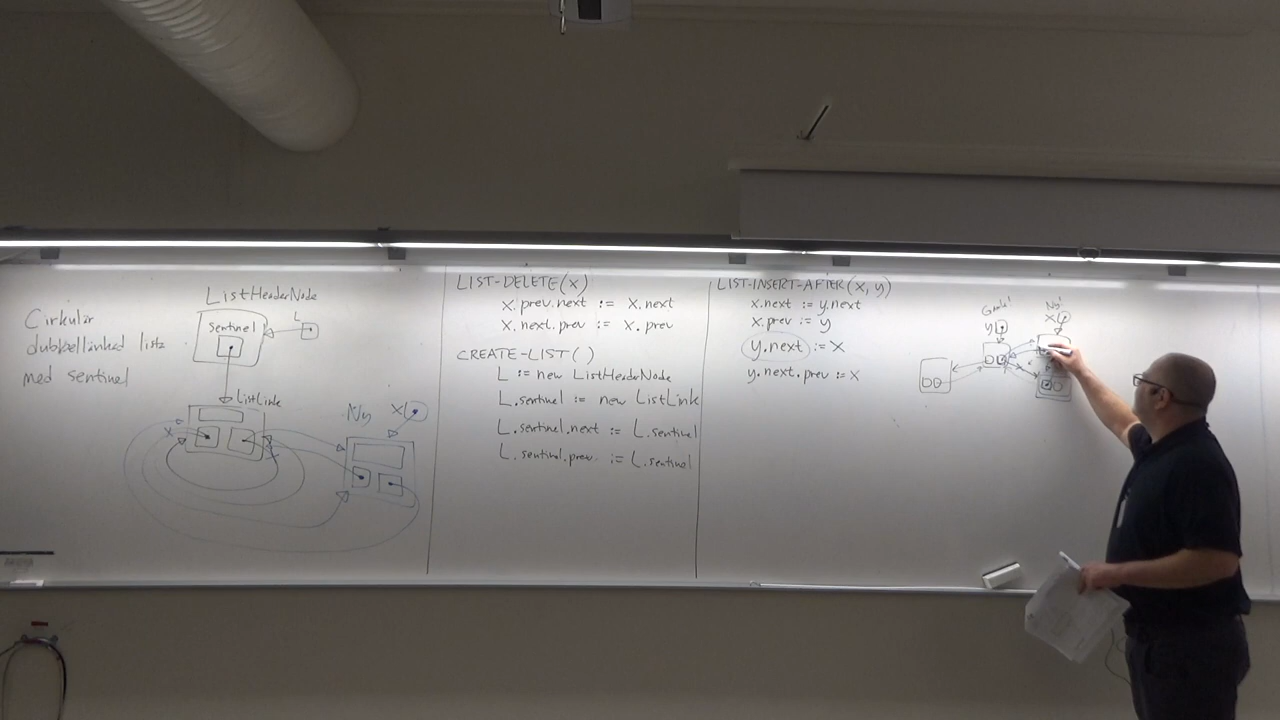 Cirkulär
dubbellänkad lista
med sentinel
ListHeaderNode
sentinel
L
ListLink
Ny
X
X
LIST-DELETE(X)
X.prev.next := X.next
X.next.prev := X.prev
CREATE-LIST()
L := new ListHeaderNode
L.sentinel := new ListLink
L.sentinel.next := L.sentinel
L.sentinel.prev := L.sentinel
LIST-INSERT-AFTER(X, y)
X.next := y.next
X.prev := y
y.next := X
y.next.prev := X
y
Ny!
X